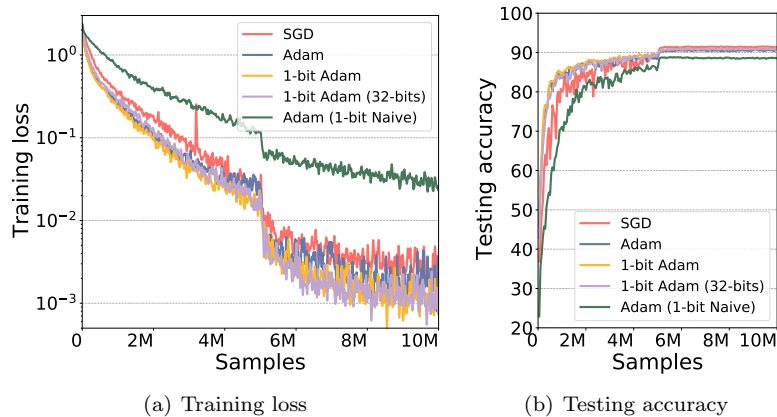 SGD
Adam
1-bit Adam
1-bit Adam (32-bits)
Adam (1-bit Naive)
10⁰
10⁻¹
10⁻²
10⁻³
Training loss
0 2M 4M 6M 8M 10M
Samples
(a) Training loss
100
90
80
70
60
50
40
30
20
Testing accuracy
SGD
Adam
1-bit Adam
1-bit Adam (32-bits)
Adam (1-bit Naive)
0 2M 4M 6M 8M 10M
Samples
(b) Testing accuracy